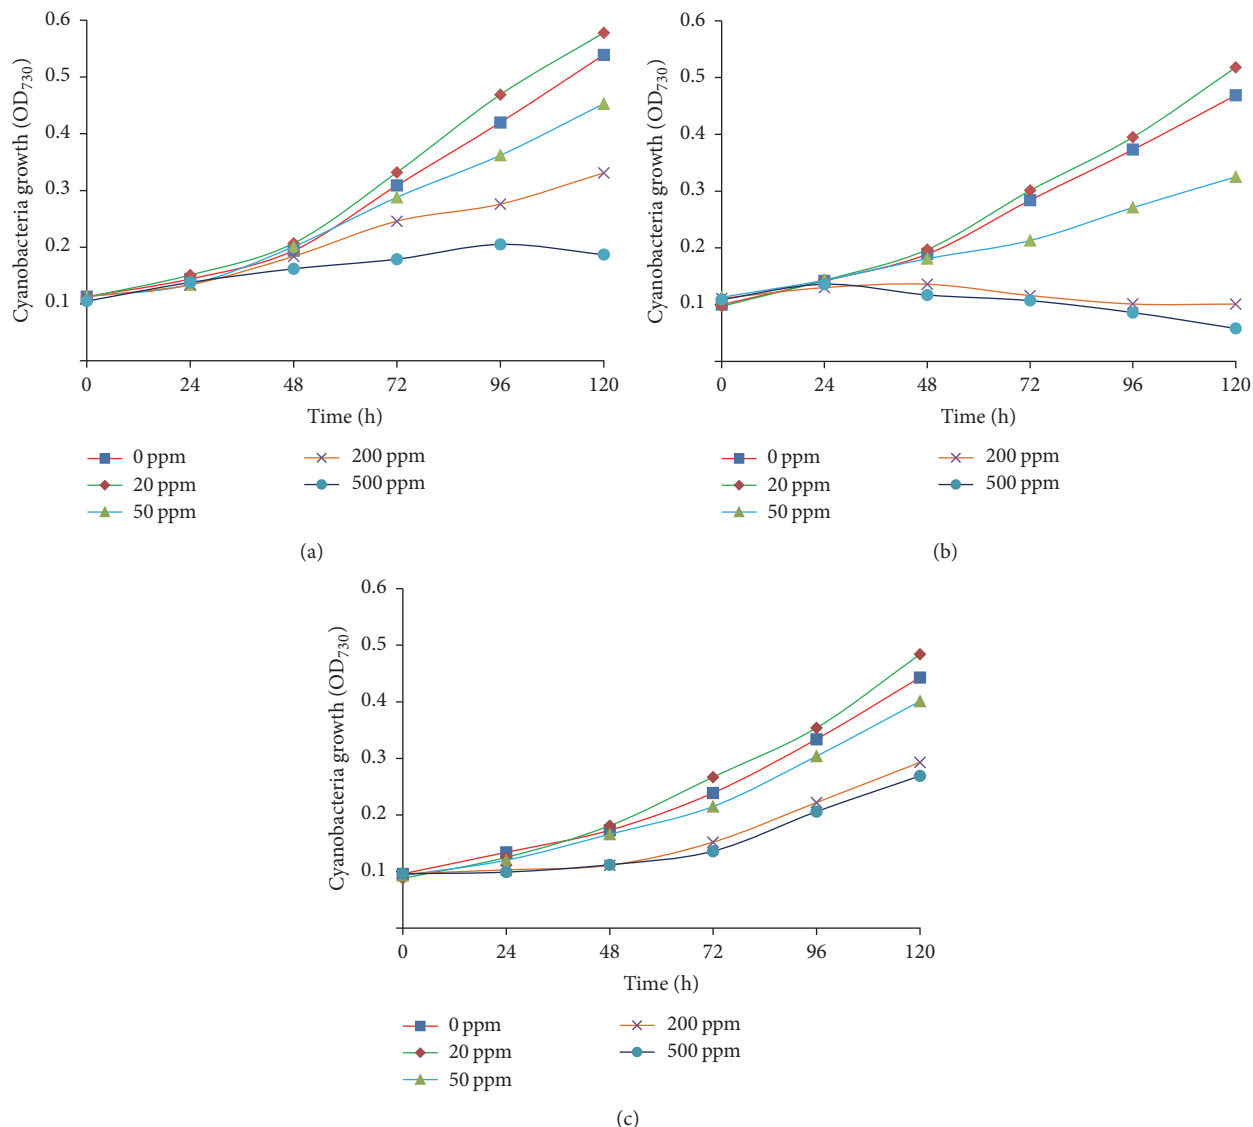 0.6
0.5
0.4
0.3
0.2
0.1
Cyanobacteria growth (OD730)
0 24 48 72 96 120
Time (h)
0 ppm
20 ppm
50 ppm
200 ppm
500 ppm
(a)
0.6
0.5
0.4
0.3
0.2
0.1
Cyanobacteria growth (OD730)
0 24 48 72 96 120
Time (h)
0 ppm
20 ppm
50 ppm
200 ppm
500 ppm
(b)
0.6
0.5
0.4
0.3
0.2
0.1
Cyanobacteria growth (OD730)
0 24 48 72 96 120
Time (h)
0 ppm
20 ppm
50 ppm
200 ppm
500 ppm
(c)